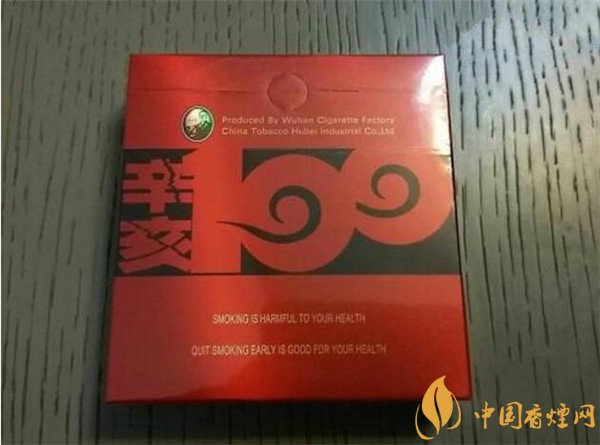 Produced By Wuhan Cigarette Factory
China Tobacco Hubei Industrial Co.,Ltd
辛亥
100
SMOKING IS HARMFUL TO YOUR HEALTH
QUIT SMOKING EARLY IS GOOD FOR YOUR HEALTH
中国香烟网